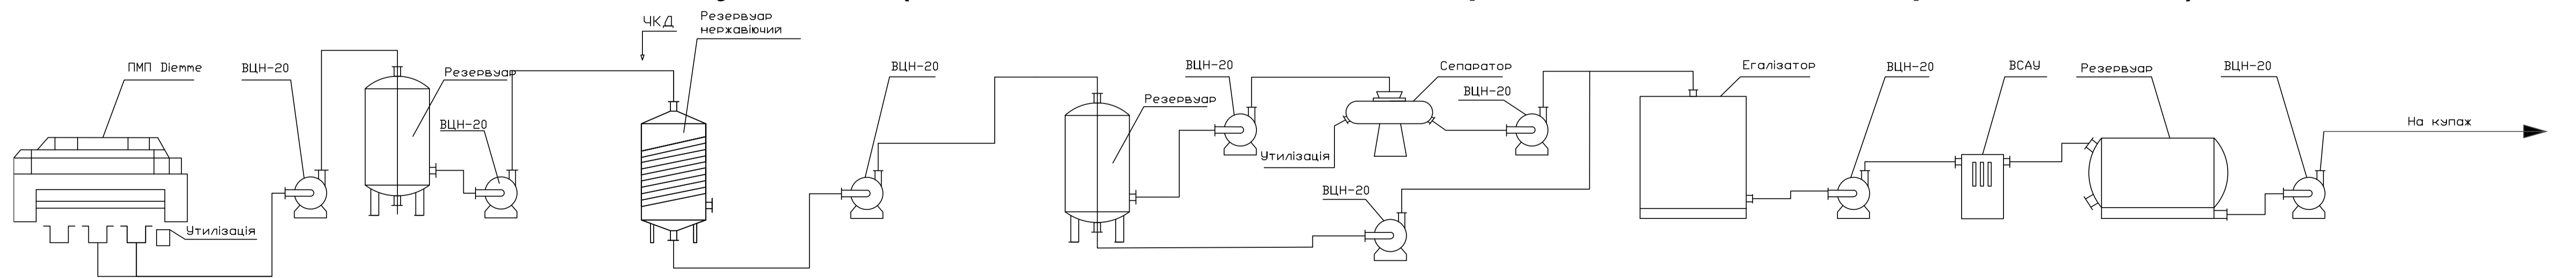 ПМП Diemme
ВЦН-20
Резервуар
ВЦН-20
ЧКД
Резервуар
нержавіючий
ВЦН-20
Резервуар
ВЦН-20
Сепаратор
ВЦН-20
Утилізація
ВЦН-20
Егалізатор
ВЦН-20
ВСАУ
Резервуар
ВЦН-20
На купаж
Утилізація